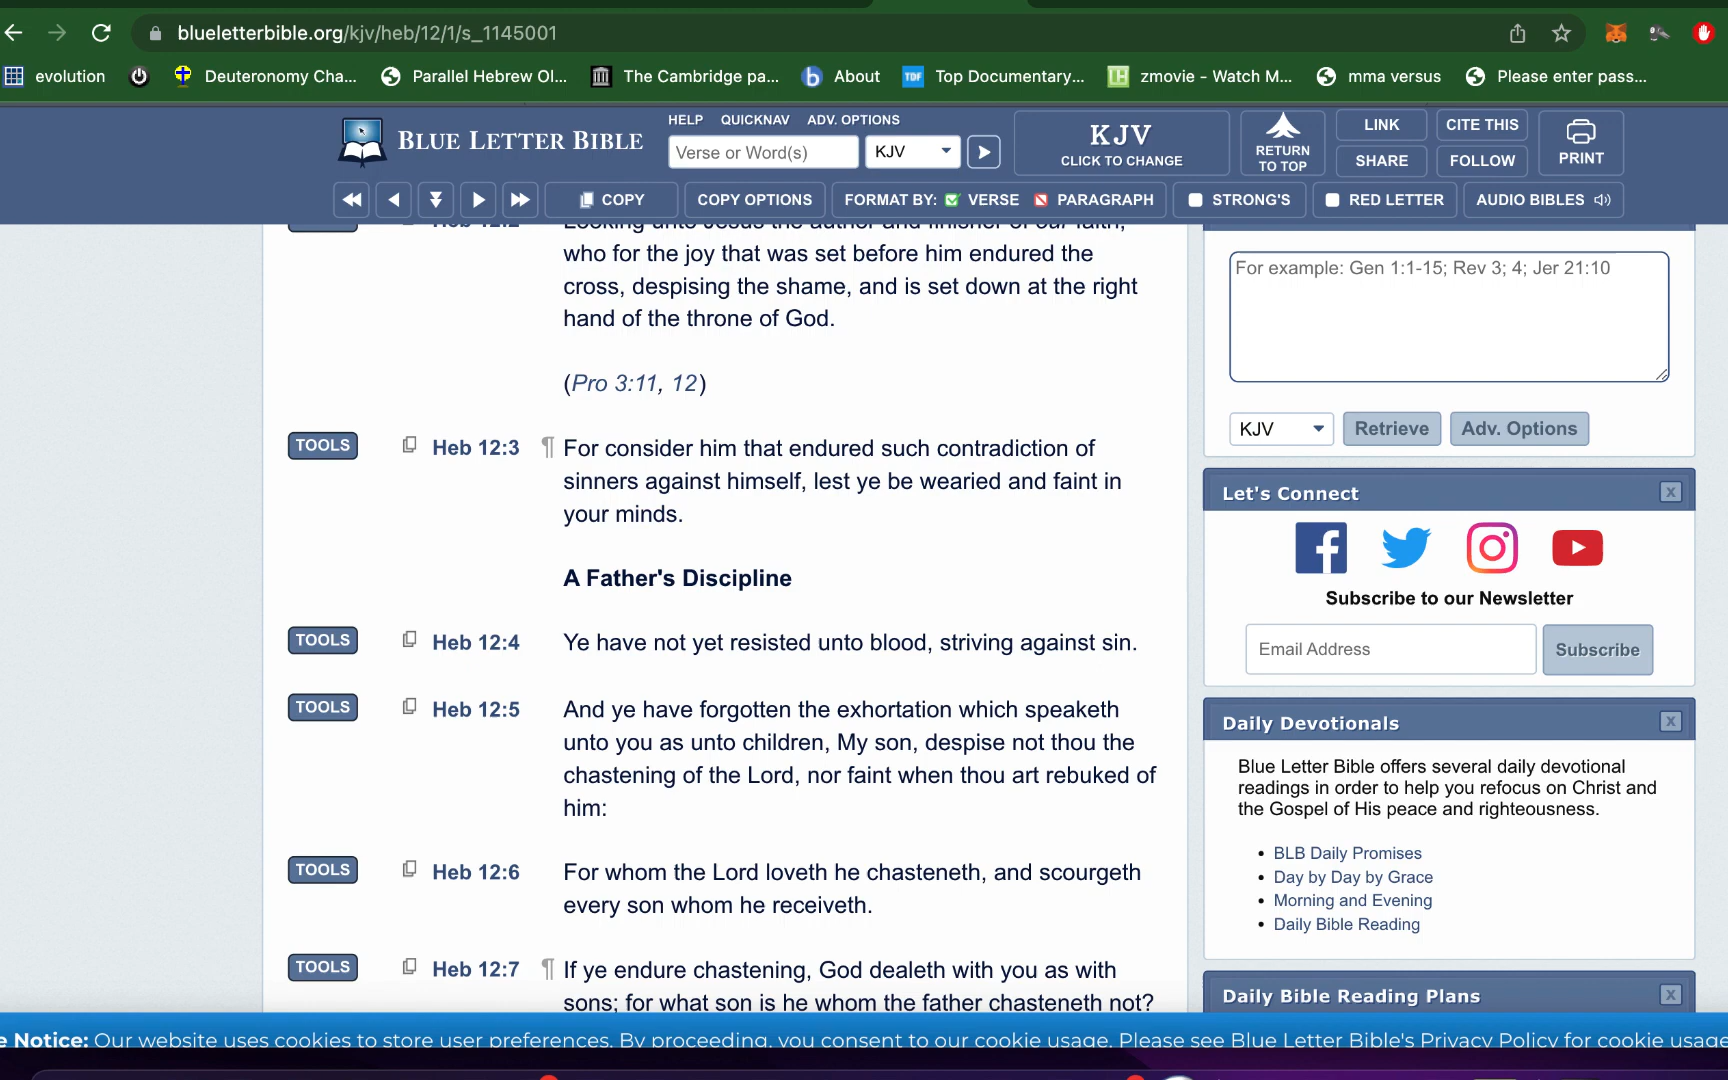 blueletterbible.org/kjv/heb/12/1/s_1145001
evolution
Deuteronomy Cha...
Parallel Hebrew Ol...
The Cambridge pa...
About
Top Documentary...
zmovie - Watch M...
mma versus
Please enter pass...
BLUE LETTER BIBLE
HELP QUICKNAV ADV. OPTIONS
Verse or Word(s)
KJV
KJV
CLICK TO CHANGE
RETURN
TO TOP
LINK
CITE THIS
SHARE
FOLLOW
PRINT
COPY
COPY OPTIONS
FORMAT BY: VERSE PARAGRAPH
STRONG'S
RED LETTER
AUDIO BIBLES
Heb 12:2 Looking unto Jesus the author and finisher of our faith;
who for the joy that was set before him endured the
cross, despising the shame, and is set down at the right
hand of the throne of God.
(Pro 3:11, 12)
TOOLS Heb 12:3 ¶ For consider him that endured such contradiction of
sinners against himself, lest ye be wearied and faint in
your minds.
A Father's Discipline
TOOLS Heb 12:4 Ye have not yet resisted unto blood, striving against sin.
TOOLS Heb 12:5 And ye have forgotten the exhortation which speaketh
unto you as unto children, My son, despise not thou the
chastening of the Lord, nor faint when thou art rebuked of
him:
TOOLS Heb 12:6 For whom the Lord loveth he chasteneth, and scourgeth
every son whom he receiveth.
TOOLS Heb 12:7 ¶ If ye endure chastening, God dealeth with you as with
sons; for what son is he whom the father chasteneth not?
For example: Gen 1:1-15; Rev 3; 4; Jer 21:10
KJV
Retrieve
Adv. Options
Let's Connect
x
Subscribe to our Newsletter
Email Address
Subscribe
Daily Devotionals
x
Blue Letter Bible offers several daily devotional
readings in order to help you refocus on Christ and
the Gospel of His peace and righteousness.
• BLB Daily Promises
• Day by Day by Grace
• Morning and Evening
• Daily Bible Reading
Daily Bible Reading Plans
x
e Notice: Our website uses cookies to store user preferences. By proceeding, you consent to our cookie usage. Please see Blue Letter Bible's Privacy Policy for cookie usage